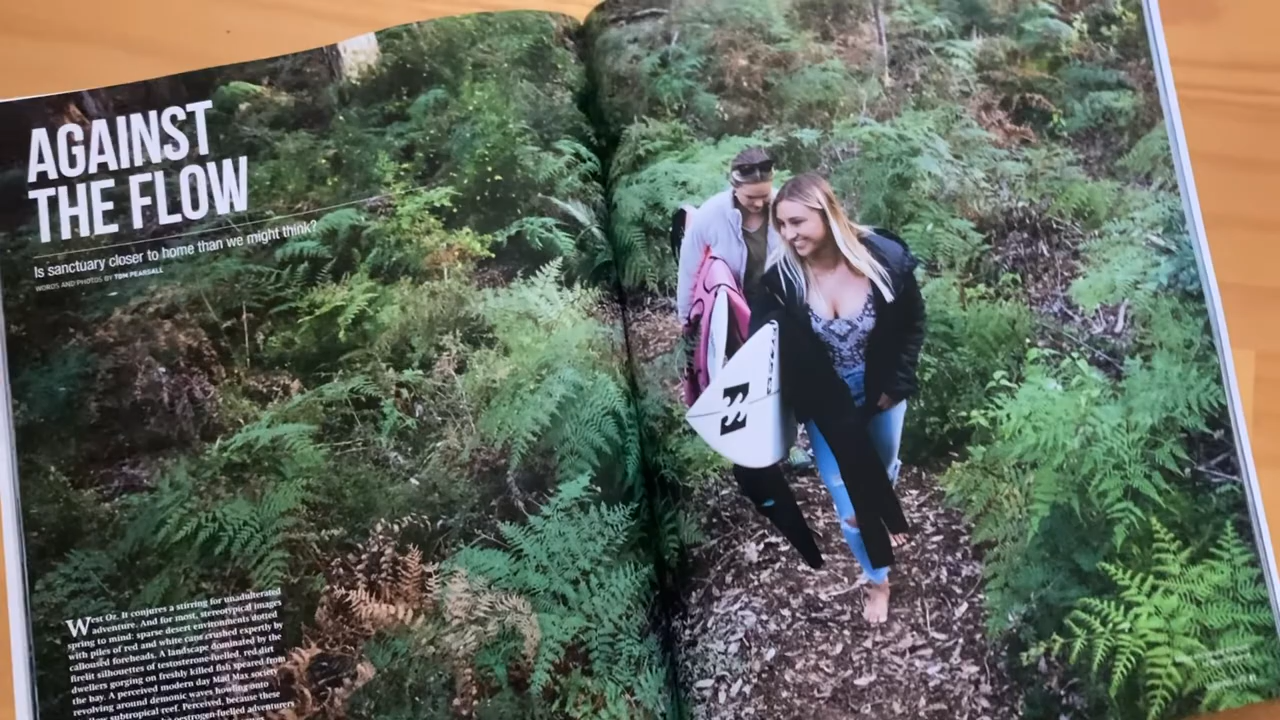 AGAINST
THE FLOW
Is sanctuary closer to home than we might think?
WORDS AND PHOTOS BY TOM PEARSALL
West Oz. It conjures a stirring for unadulterated
adventure. And for most, stereotypical images
spring to mind: sparse desert environments dotted
with piles of red and white cans crushed expertly by
calloused foreheads. A landscape dominated by the
firelit silhouettes of testosterone-fuelled, red dirt
dwellers gorging on freshly killed fish speared from
the bay. A perceived modern day Mad Max society
revolving around demonic waves howling onto
subtropical reef. Perceived, because these
oestrogen-fuelled adventurers